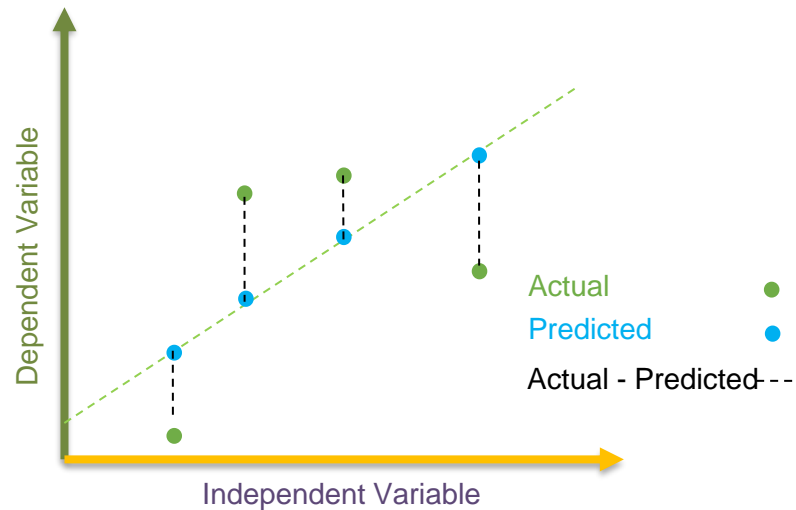 Dependent Variable
Actual
Predicted
Actual - Predicted
Independent Variable